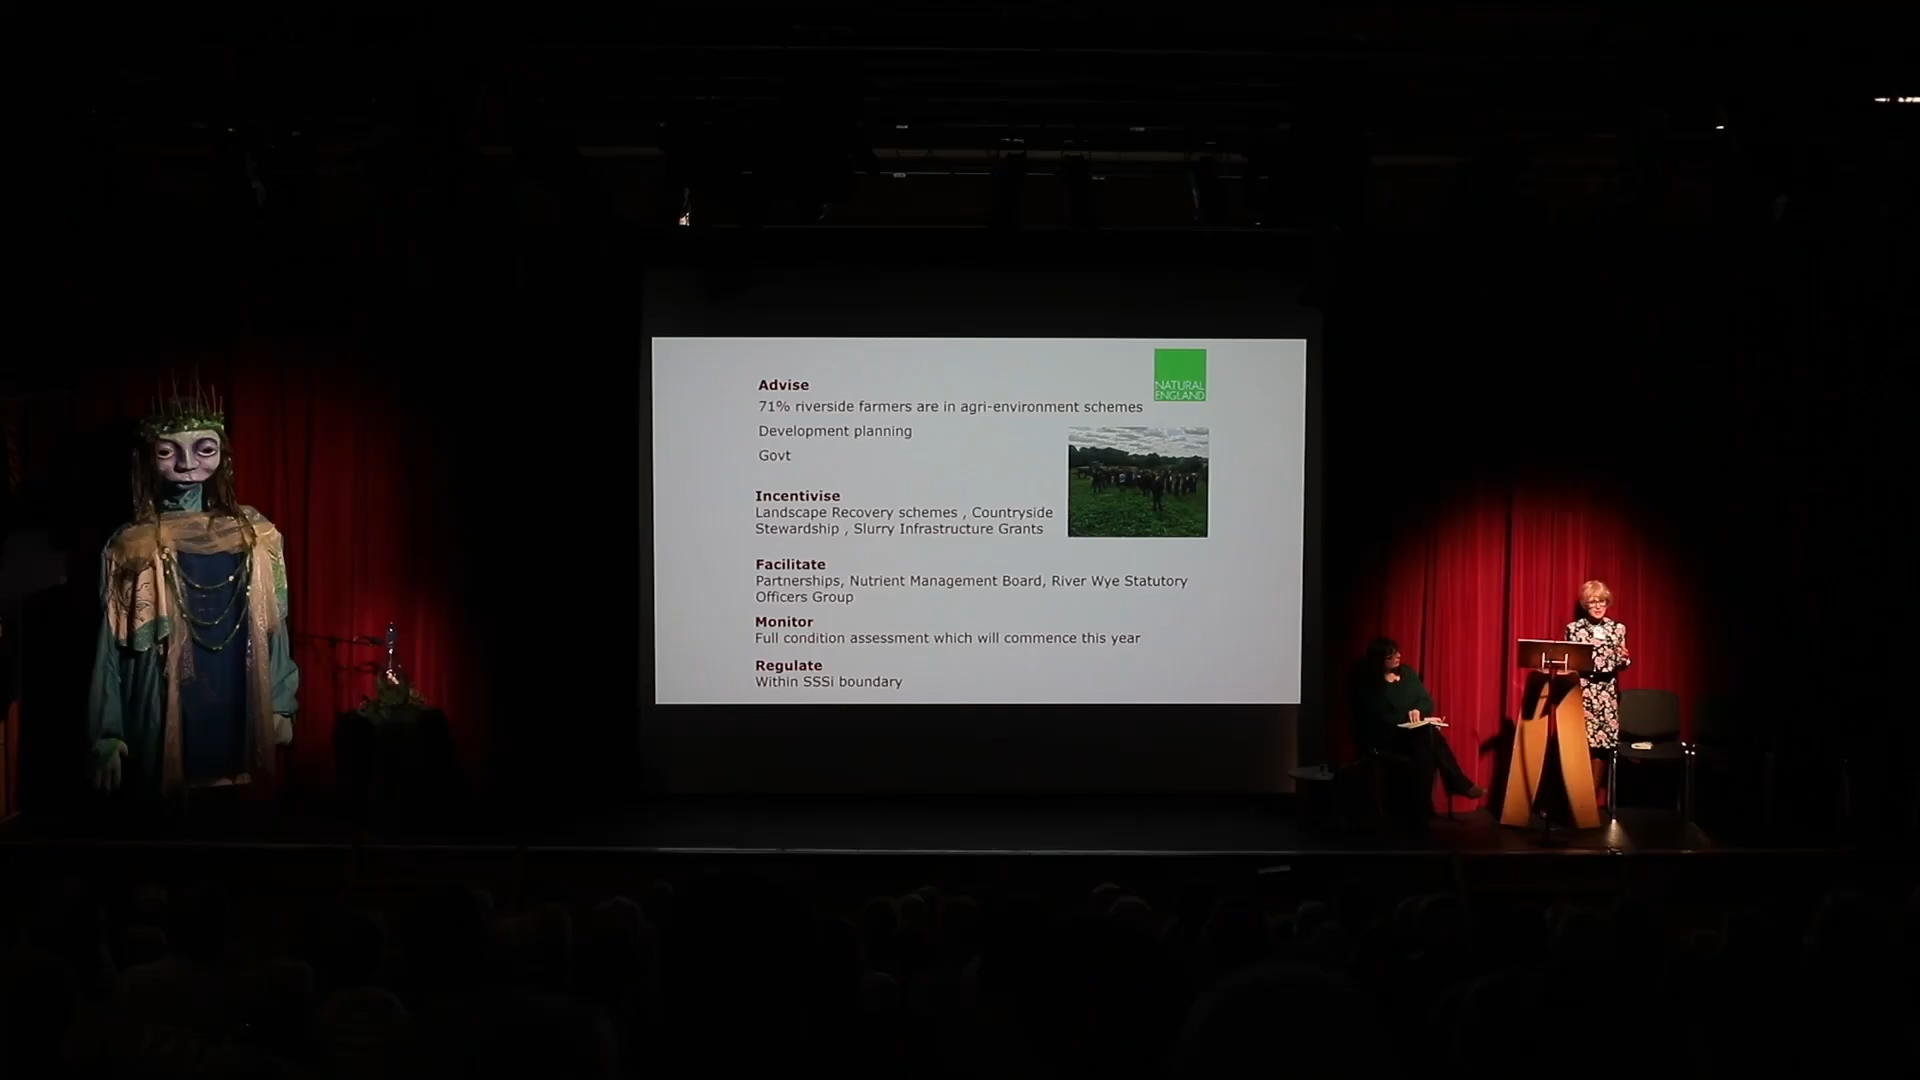 NATURAL
ENGLAND
Advise
71% riverside farmers are in agri-environment schemes
Development planning
Govt
Incentivise
Landscape Recovery schemes , Countryside
Stewardship , Slurry Infrastructure Grants
Facilitate
Partnerships, Nutrient Management Board, River Wye Statutory
Officers Group
Monitor
Full condition assessment which will commence this year
Regulate
Within SSSi boundary